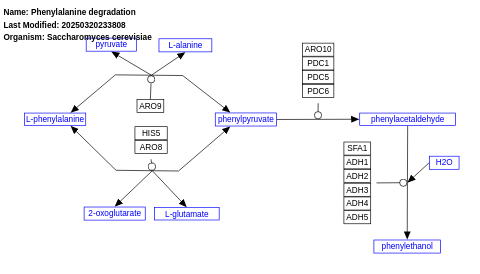 Name: Phenylalanine degradation
Last Modified: 20250320233808
Organism: Saccharomyces cerevisiae
pyruvate
L-alanine
ARO10
PDC1
PDC5
PDC6
ARO9
L-phenylalanine
phenylpyruvate
phenylacetaldehyde
HIS5
ARO8
SFA1
ADH1
ADH2
ADH3
ADH4
ADH5
H2O
2-oxoglutarate
L-glutamate
phenylethanol